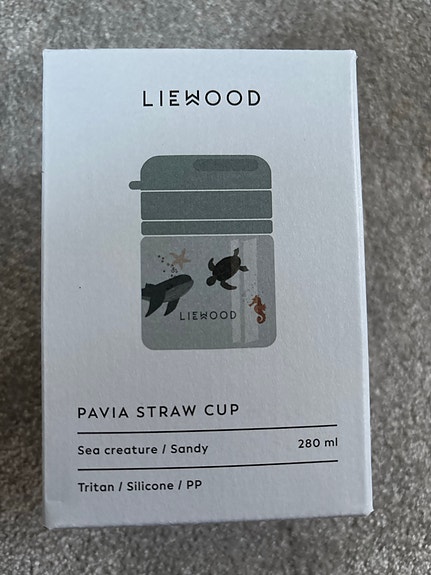 LIEWOOD
LIEWOOD
PAVIA STRAW CUP
Sea creature / Sandy 280 ml
Tritan / Silicone / PP